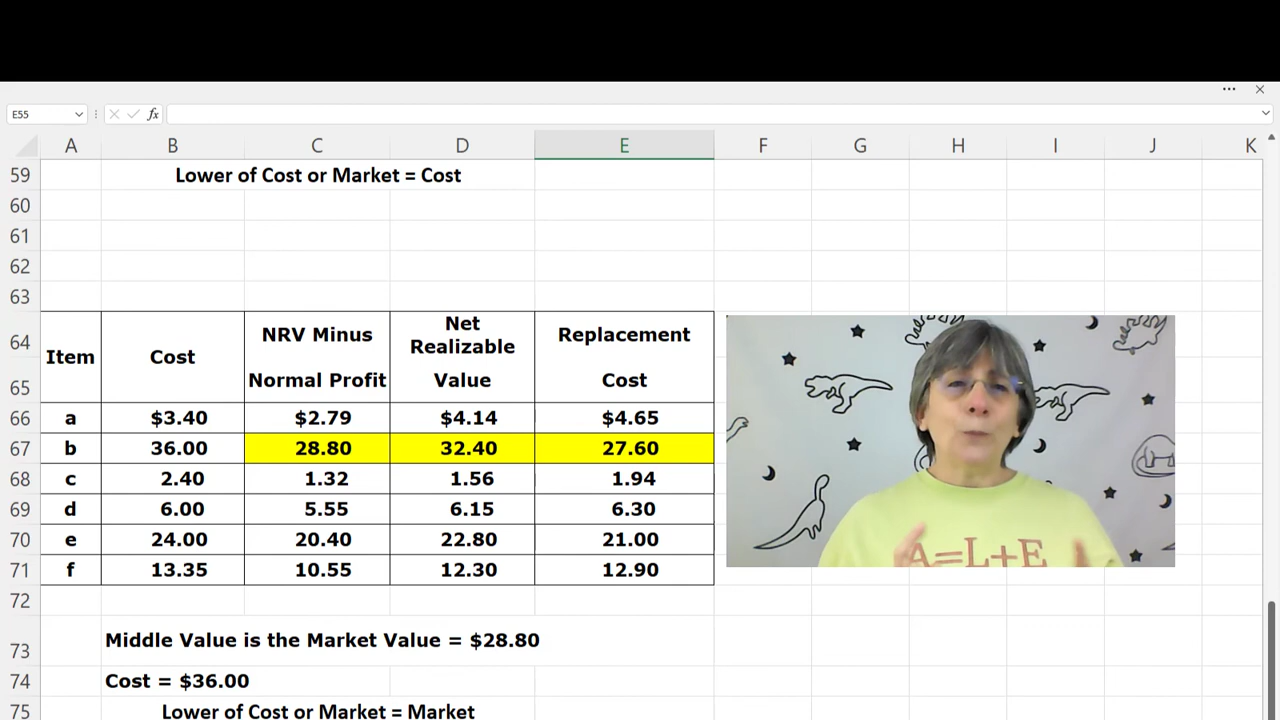 E55
fx
A B C D E F G H I J K
59 Lower of Cost or Market = Cost
60
61
62
63
64
65
Item Cost NRV Minus Normal Profit Net Realizable Value Replacement Cost
66 a $3.40 $2.79 $4.14 $4.65
67 b 36.00 28.80 32.40 27.60
68 c 2.40 1.32 1.56 1.94
69 d 6.00 5.55 6.15 6.30
70 e 24.00 20.40 22.80 21.00
71 f 13.35 10.55 12.30 12.90
72
73 Middle Value is the Market Value = $28.80
74 Cost = $36.00
75 Lower of Cost or Market = Market
A=L+E